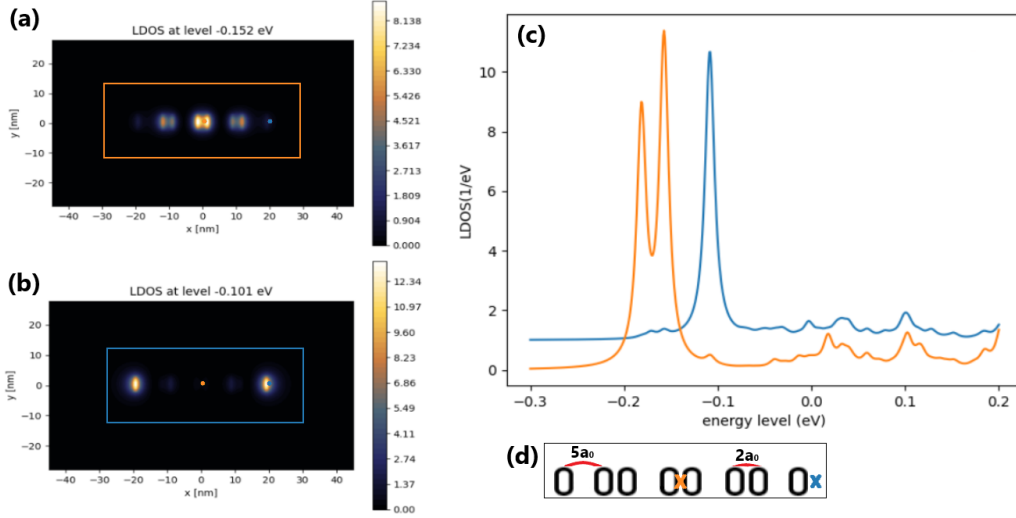 (a)
LDOS at level -0.152 eV
y [nm]
20
10
0
−10
−20
−40 −30 −20 −10 0 10 20 30 40
x [nm]
8.138
7.234
6.330
5.426
4.521
3.617
2.713
1.809
0.904
0.000
(b)
LDOS at level -0.101 eV
y [nm]
20
10
0
−10
−20
−40 −30 −20 −10 0 10 20 30 40
x [nm]
12.34
10.97
9.60
8.23
6.86
5.49
4.11
2.74
1.37
0.00
(c)
LDOS(1/eV
10
8
6
4
2
0
−0.3 −0.2 −0.1 0.0 0.1 0.2
energy level (eV)
(d)
5a₀ 2a₀